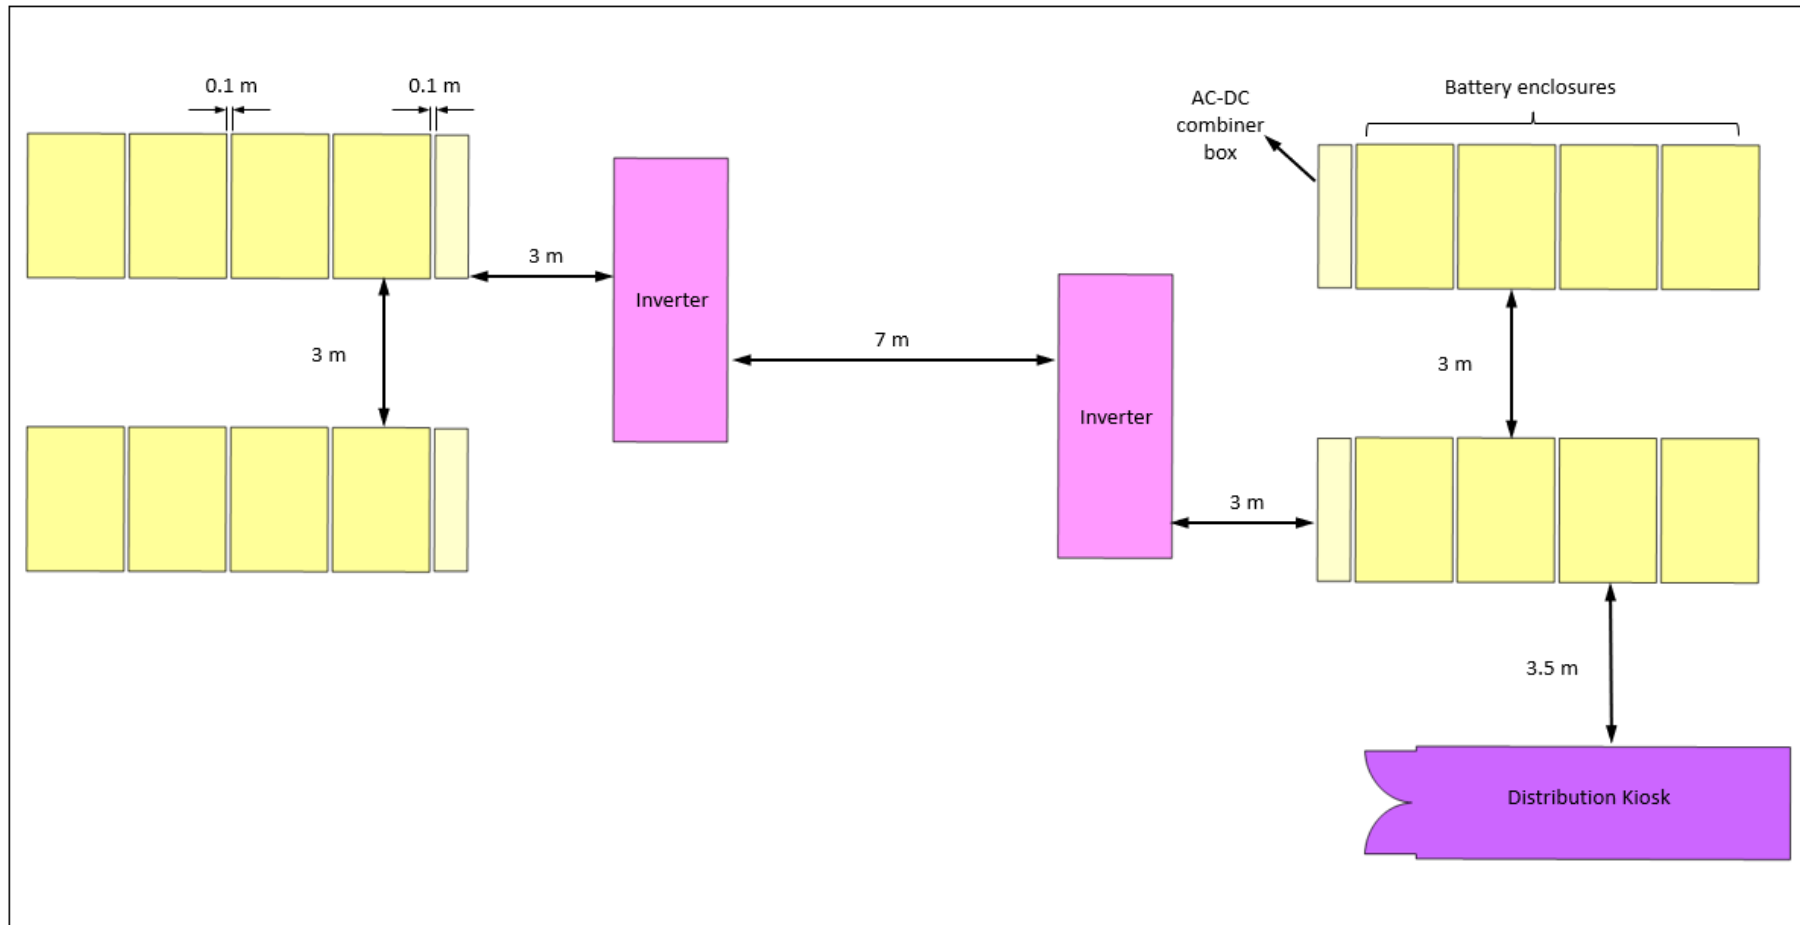 0.1 m
0.1 m
Battery enclosures
AC-DC
combiner
box
3 m
Inverter
3 m
7 m
3 m
Inverter
3 m
3.5 m
Distribution Kiosk